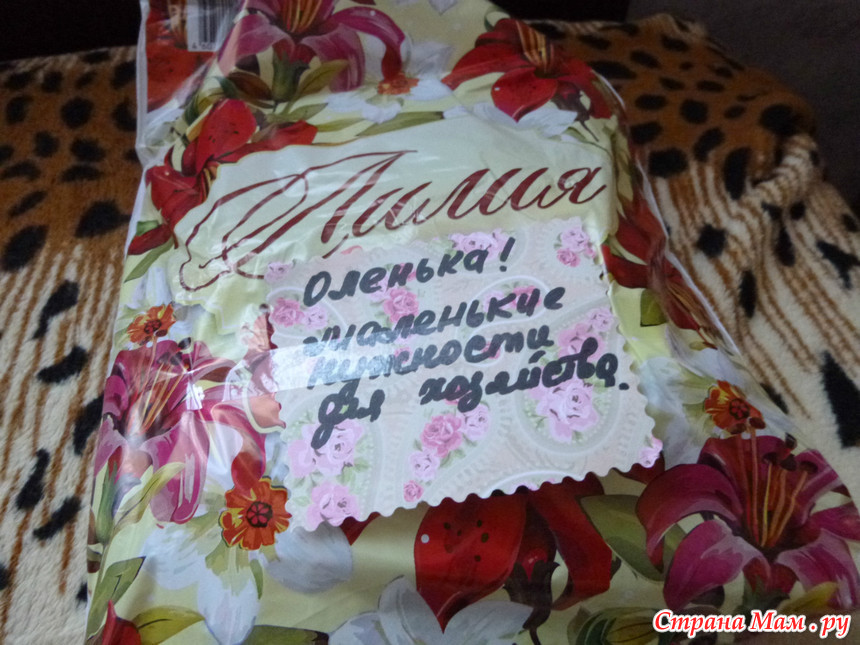 Лилия
Оленька!
маленькие
нужности
для хозяйства.
Страна Мам.ру